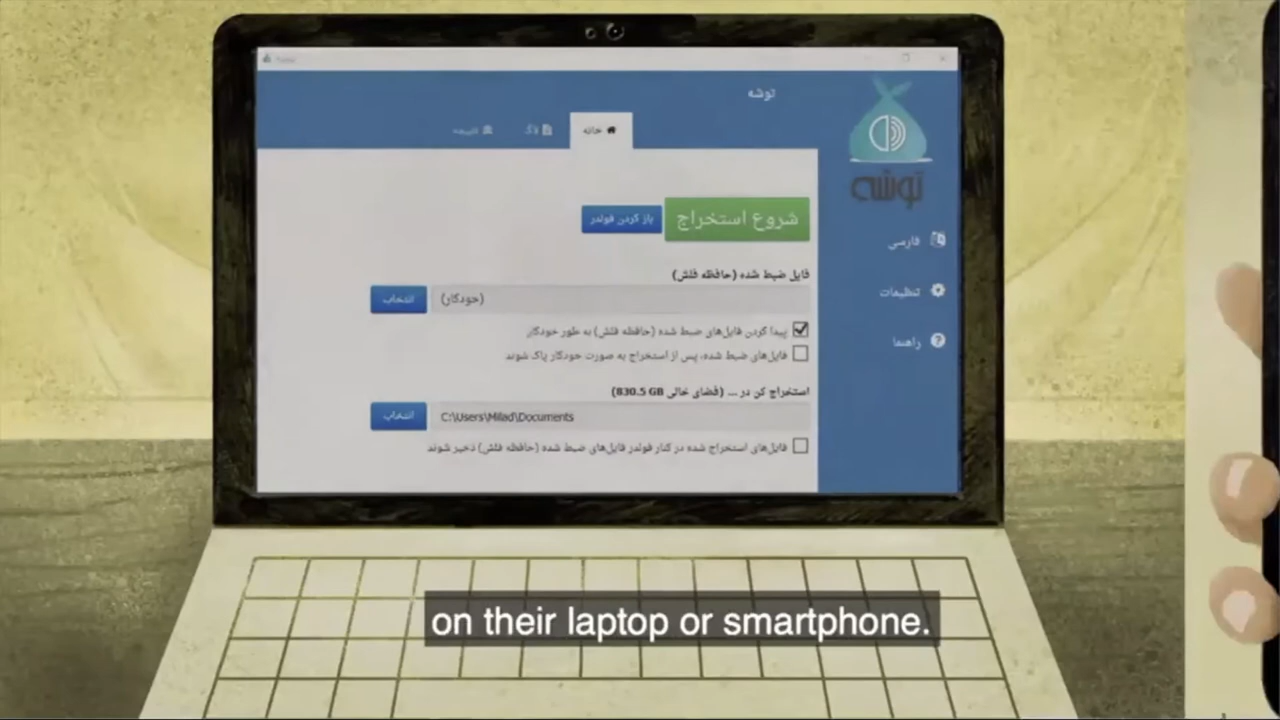 توشه
خانه
لاگ
توشه
شروع استخراج
باز کردن فولدر
فارسی
فایل ضبط شده (حافظه فلش)
تنظیمات
(خودکار)
انتخاب
پیدا کردن فایل‌های ضبط شده (حافظه فلش) به طور خودکار
راهنما
فایل‌های ضبط شده، پس از استخراج به صورت خودکار پاک شوند
استخراج کن در ... (فضای خالی 830.5 GB)
C:\Users\Milad\Documents
انتخاب
فایل‌های استخراج شده در کنار فولدر فایل‌های ضبط شده (حافظه فلش) ذخیر شوند
on their laptop or smartphone.